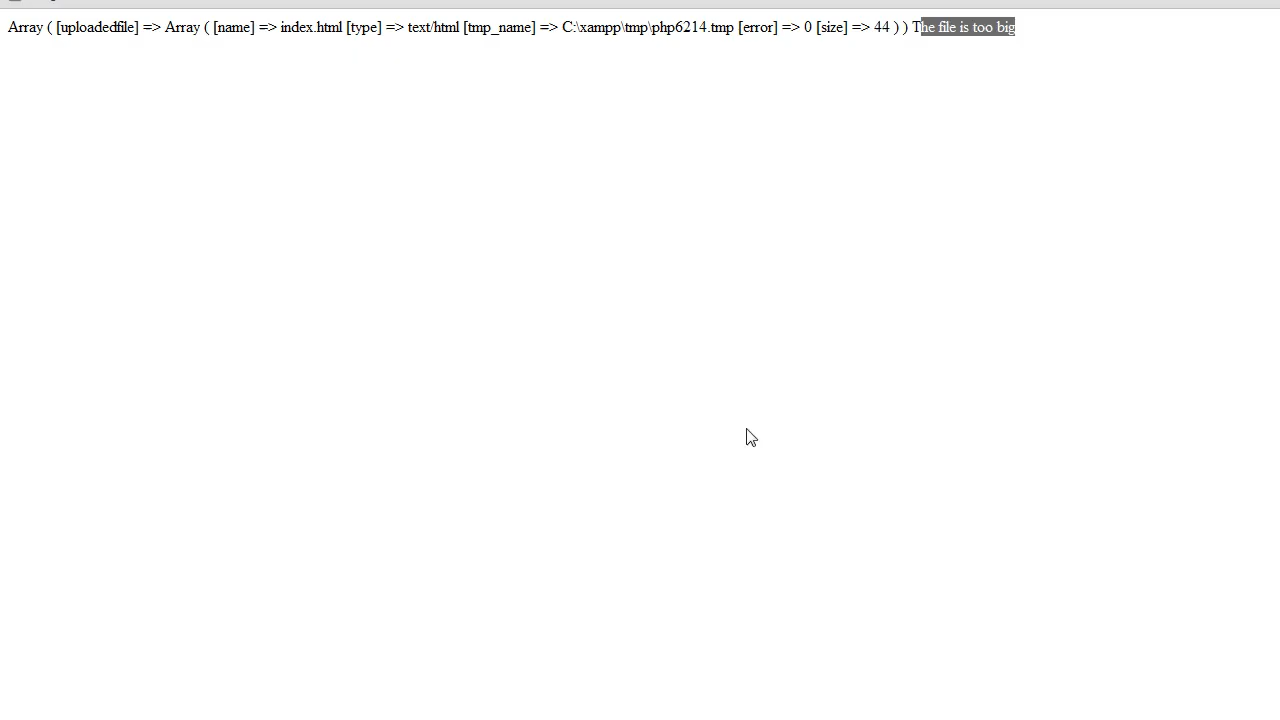 Array ( [uploadedfile] => Array ( [name] => index.html [type] => text/html [tmp_name] => C:\xampp\tmp\php6214.tmp [error] => 0 [size] => 44 ) ) The file is too big